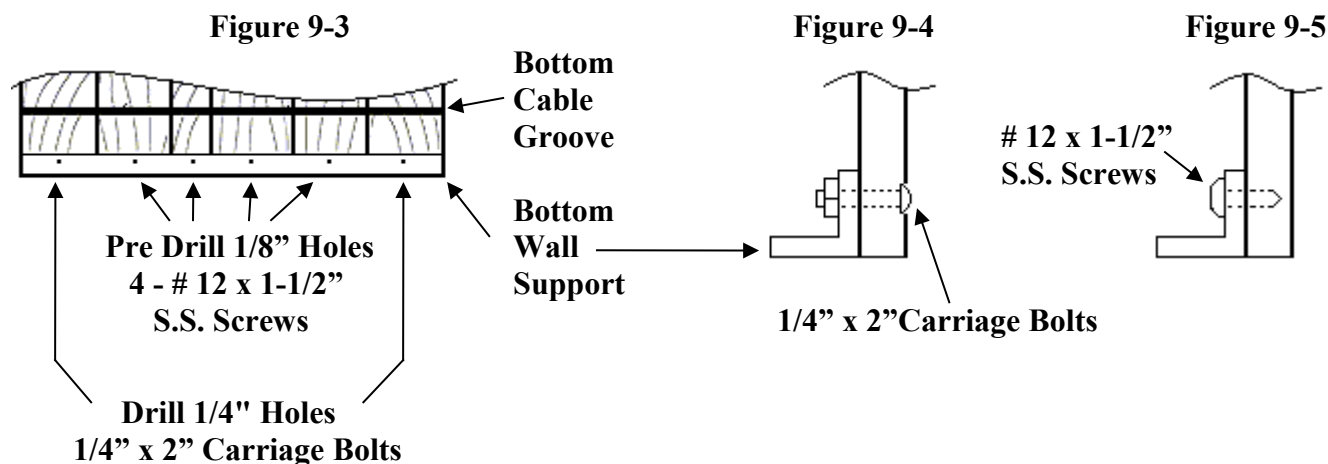 Figure 9-3
Figure 9-4
Figure 9-5
Bottom
Cable
Groove
# 12 x 1-1/2”
S.S. Screws
Bottom
Wall
Support
Pre Drill 1/8” Holes
4 - # 12 x 1-1/2”
S.S. Screws
1/4” x 2”Carriage Bolts
Drill 1/4" Holes
1/4” x 2” Carriage Bolts